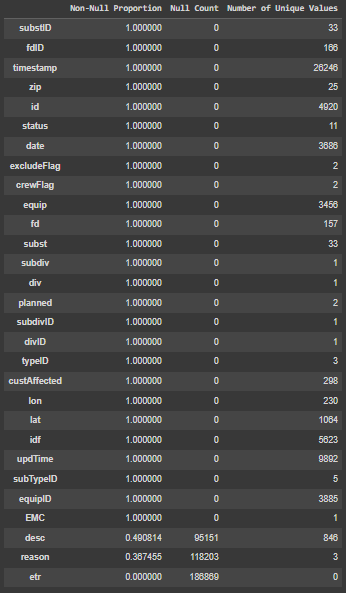 Non-Null Proportion Null Count Number of Unique Values
substID 1.000000 0 33
fdID 1.000000 0 166
timestamp 1.000000 0 26246
zip 1.000000 0 25
id 1.000000 0 4920
status 1.000000 0 11
date 1.000000 0 3686
excludeFlag 1.000000 0 2
crewFlag 1.000000 0 2
equip 1.000000 0 3456
fd 1.000000 0 157
subst 1.000000 0 33
subdiv 1.000000 0 1
div 1.000000 0 1
planned 1.000000 0 2
subdivID 1.000000 0 1
divID 1.000000 0 1
typeID 1.000000 0 3
custAffected 1.000000 0 298
lon 1.000000 0 230
lat 1.000000 0 1064
idf 1.000000 0 5623
updTime 1.000000 0 9892
subTypeID 1.000000 0 5
equipID 1.000000 0 3885
EMC 1.000000 0 1
desc 0.490814 95151 846
reason 0.367455 118203 3
etr 0.000000 186869 0